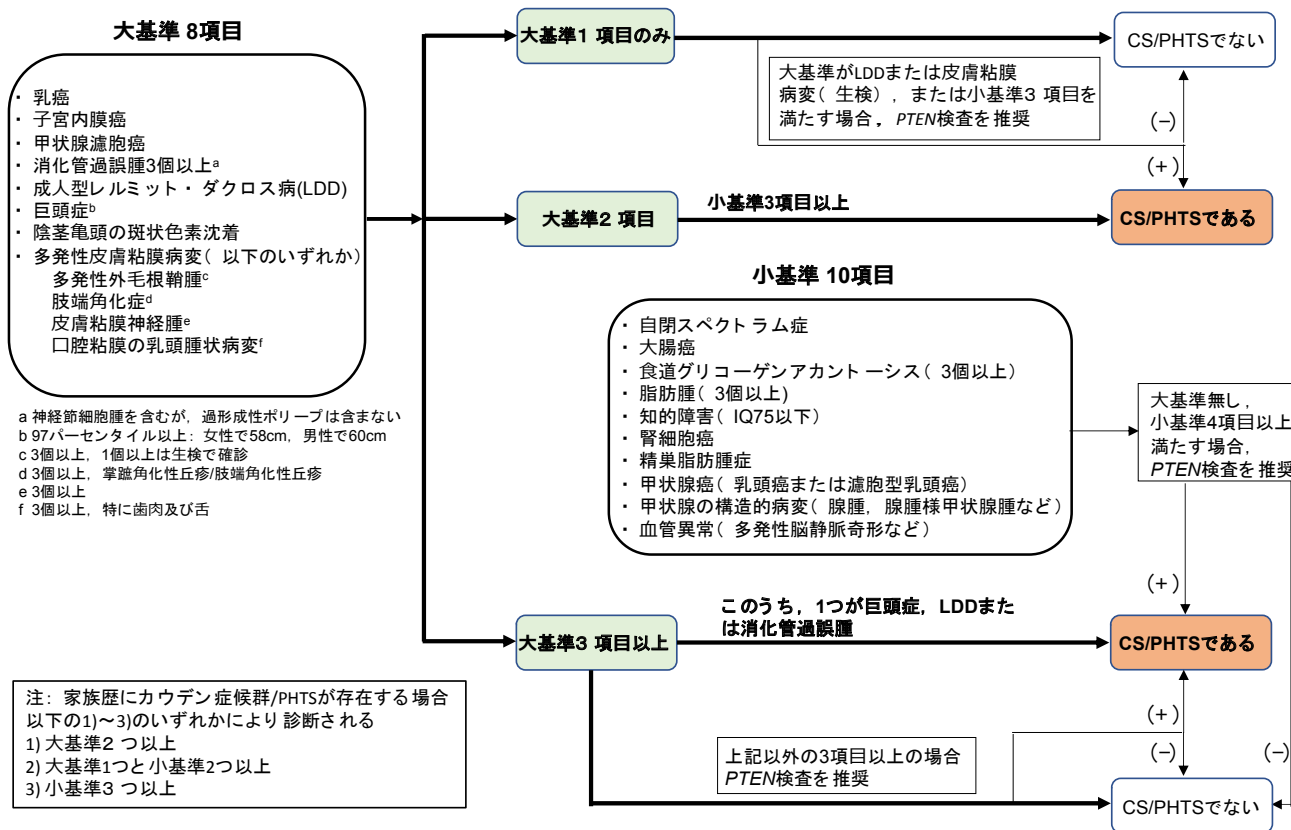 大基準 8項目
・ 乳癌
・ 子宮内膜癌
・ 甲状腺濾胞癌
・ 消化管過誤腫3個以上a
・ 成人型レルミット・ダクロス病(LDD)
・ 巨頭症b
・ 陰茎亀頭の斑状色素沈着
・ 多発性皮膚粘膜病変( 以下のいずれか)
多発性外毛根鞘腫c
肢端角化症d
皮膚粘膜神経腫e
口腔粘膜の乳頭腫状病変f
a 神経節細胞腫を含むが, 過形成性ポリープは含まない
b 97パーセンタイル以上: 女性で58cm, 男性で60cm
c 3個以上, 1個以上は生検で確診
d 3個以上, 掌蹠角化性丘疹/肢端角化性丘疹
e 3個以上
f 3個以上, 特に歯肉及び舌
大基準1 項目のみ
CS/PHTSでない
大基準がLDDまたは皮膚粘膜
病変( 生検) , または小基準3 項目を
満たす場合, PTEN検査を推奨
(−)
(+)
大基準2 項目
小基準3項目以上
CS/PHTSである
小基準 10項目
・ 自閉スペクトラム症
・ 大腸癌
・ 食道グリコーゲンアカントーシス( 3個以上)
・ 脂肪腫( 3個以上)
・ 知的障害( IQ75以下)
・ 腎細胞癌
・ 精巣脂肪腫症
・ 甲状腺癌( 乳頭癌または濾胞型乳頭癌)
・ 甲状腺の構造的病変( 腺腫, 腺腫様甲状腺腫など)
・ 血管異常( 多発性脳静脈奇形など)
大基準無し,
小基準4項目以上
満たす場合,
PTEN検査を推奨
(+)
大基準3 項目以上
このうち, 1つが巨頭症, LDDまた
は消化管過誤腫
CS/PHTSである
(+)
(−)
(−)
上記以外の3項目以上の場合
PTEN検査を推奨
CS/PHTSでない
注: 家族歴にカウデン症候群/PHTSが存在する場合
以下の1)~3)のいずれかにより診断される
1) 大基準2 つ以上
2) 大基準1つと小基準2つ以上
3) 小基準3 つ以上